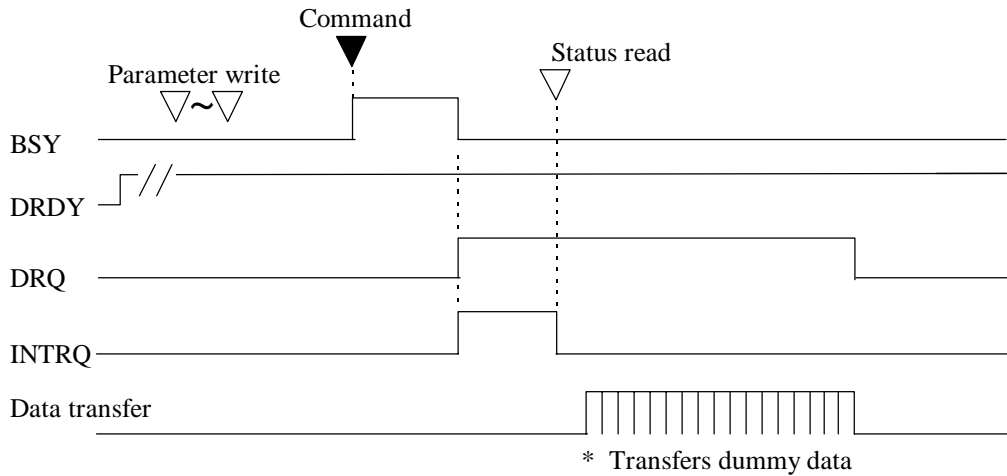 Command
Status read
Parameter write
~
BSY
DRDY
DRQ
INTRQ
Data transfer
* Transfers dummy data